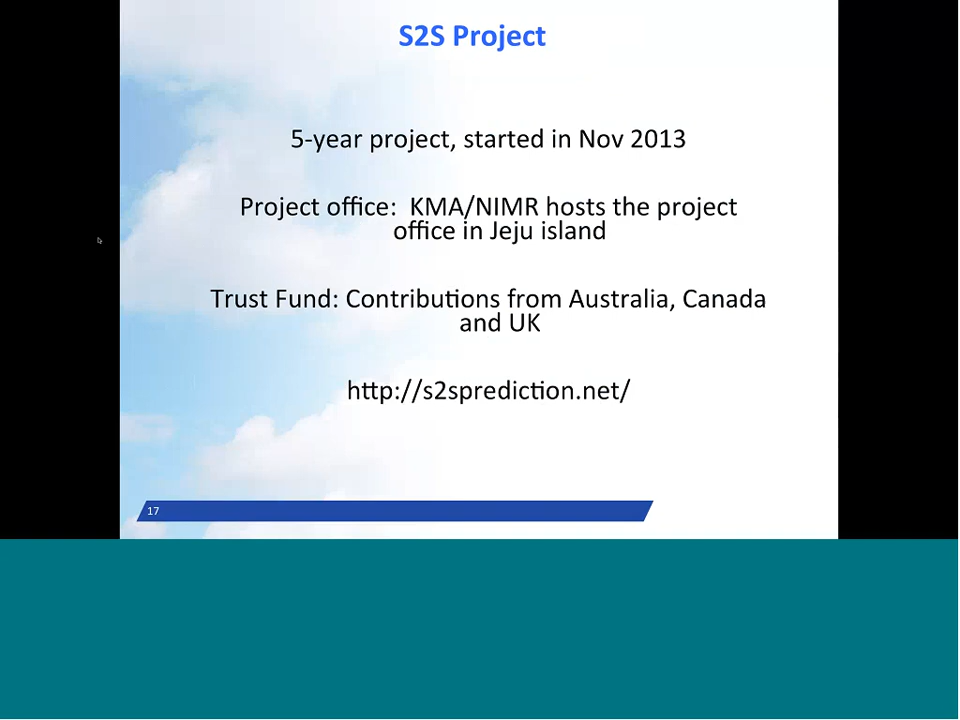 S2S Project
5-year project, started in Nov 2013
Project office:  KMA/NIMR hosts the project
office in Jeju island
Trust Fund: Contributions from Australia, Canada
and UK
http://s2sprediction.net/
17